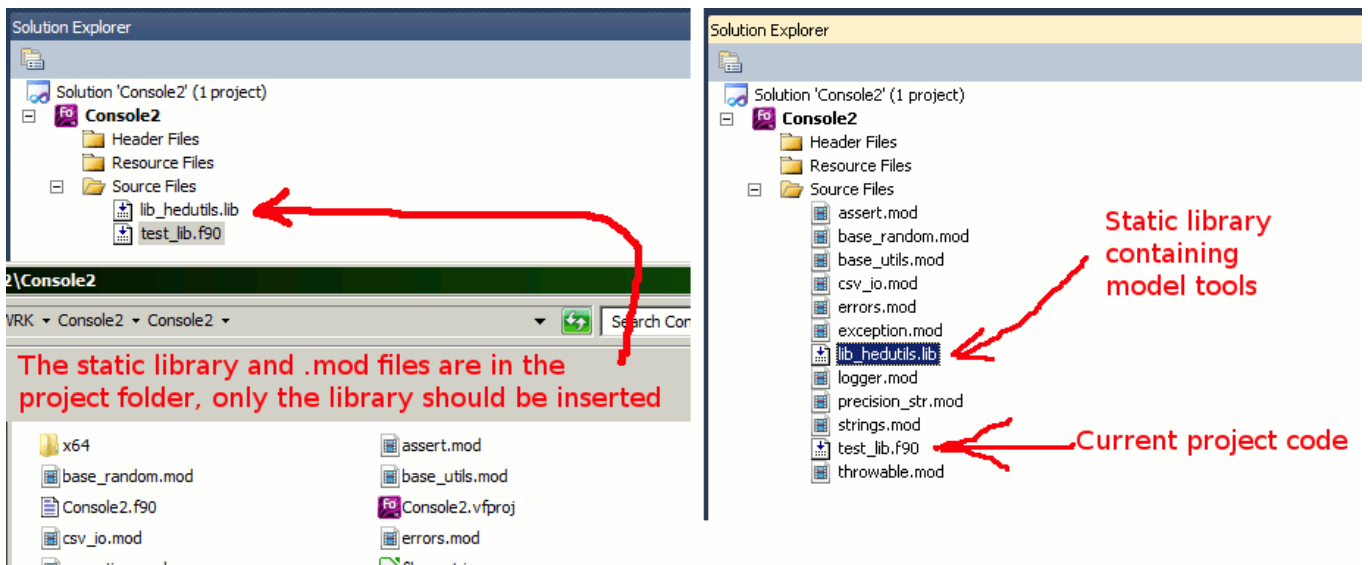 Solution Explorer
Solution 'Console2' (1 project)
Console2
Header Files
Resource Files
Source Files
lib_hedutils.lib
test_lib.f90
2\Console2
WRK Console2 Console2
Search Con
The static library and .mod files are in the
project folder, only the library should be inserted
x64
assert.mod
base_random.mod
base_utils.mod
Console2.f90
Console2.vfproj
csv_io.mod
errors.mod
Solution Explorer
Solution 'Console2' (1 project)
Console2
Header Files
Resource Files
Source Files
assert.mod
base_random.mod
base_utils.mod
csv_io.mod
errors.mod
exception.mod
lib_hedutils.lib
logger.mod
precision_str.mod
strings.mod
test_lib.f90
throwable.mod
Static library
containing
model tools
Current project code